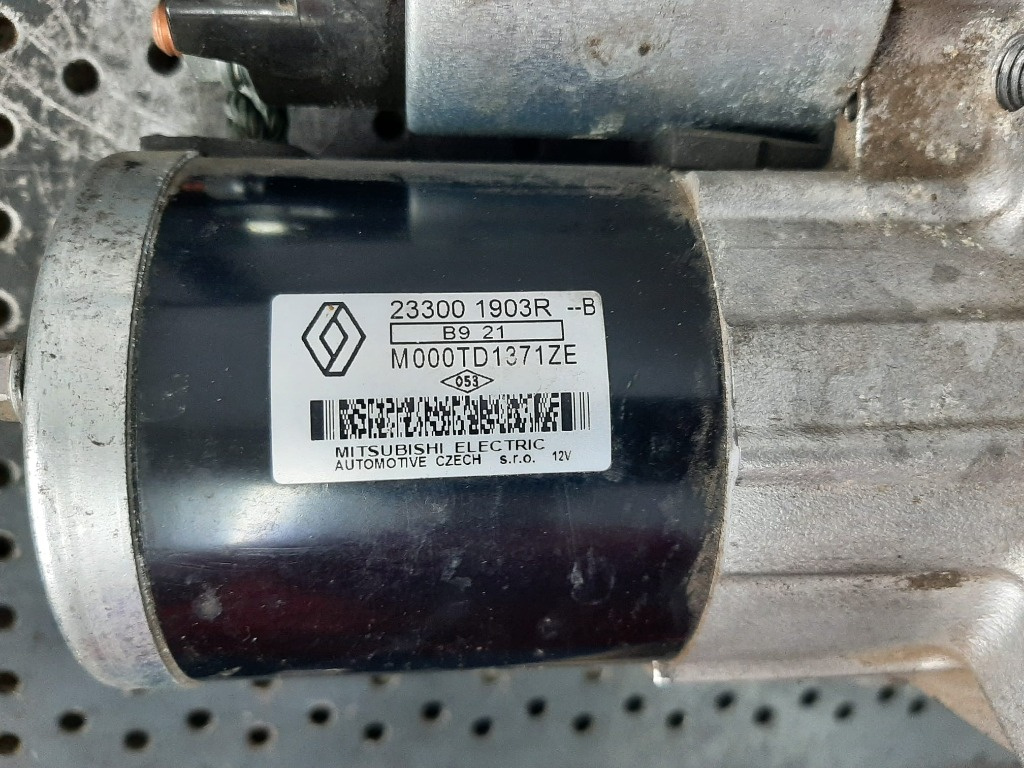 23300 1903R --B
B9 21
M000TD1371ZE
053
MITSUBISHI ELECTRIC
AUTOMOTIVE CZECH s.r.o. 12V